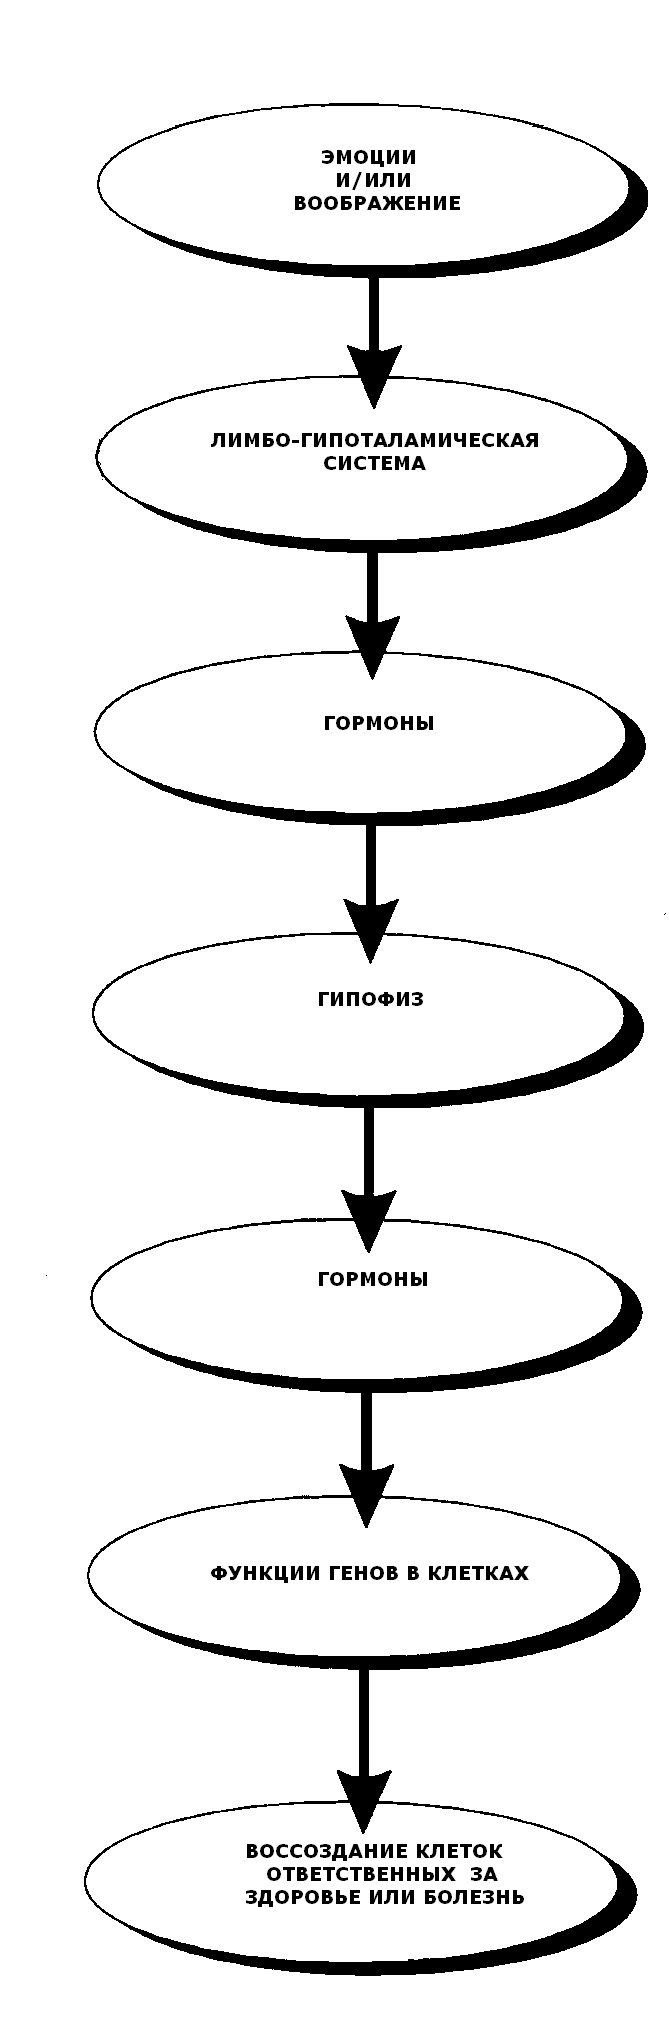 ЭМОЦИИ
И/ИЛИ
ВООБРАЖЕНИЕ
ЛИМБО-ГИПОТАЛАМИЧЕСКАЯ
СИСТЕМА
ГОРМОНЫ
ГИПОФИЗ
ГОРМОНЫ
ФУНКЦИИ ГЕНОВ В КЛЕТКАХ
ВОССОЗДАНИЕ КЛЕТОК
ОТВЕТСТВЕННЫХ ЗА
ЗДОРОВЬЕ ИЛИ БОЛЕЗНЬ